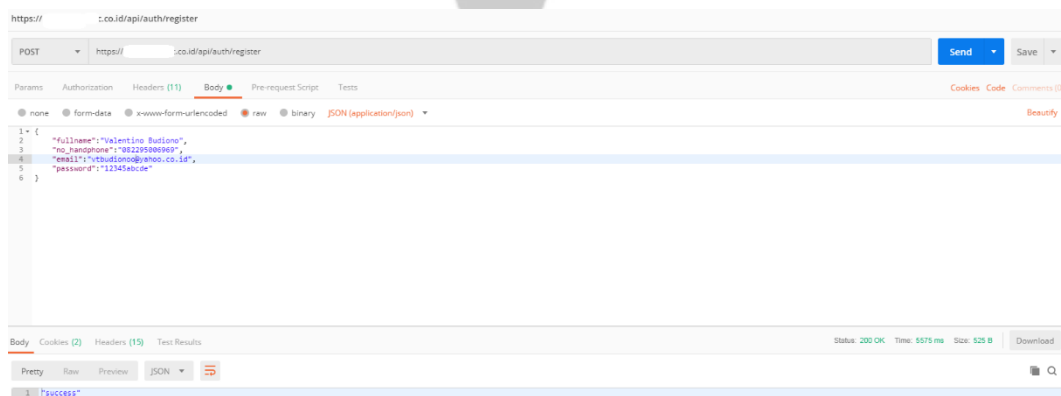 https:// .co.id/api/auth/register
POST https:// .co.id/api/auth/register Send Save
Params Authorization Headers (11) Body Pre-request Script Tests Cookies Code Comments (0
none form-data x-www-form-urlencoded raw binary JSON (application/json) Beautify
1 {
2 "fullname":"Valentino Budiono",
3 "no_handphone":"082295006969",
4 "email":"vtbudionoo@yahoo.co.id",
5 "password":"12345abcde"
6 }
Body Cookies (2) Headers (15) Test Results Status: 200 OK Time: 5575 ms Size: 525 B Download
Pretty Raw Preview JSON
1 "success"